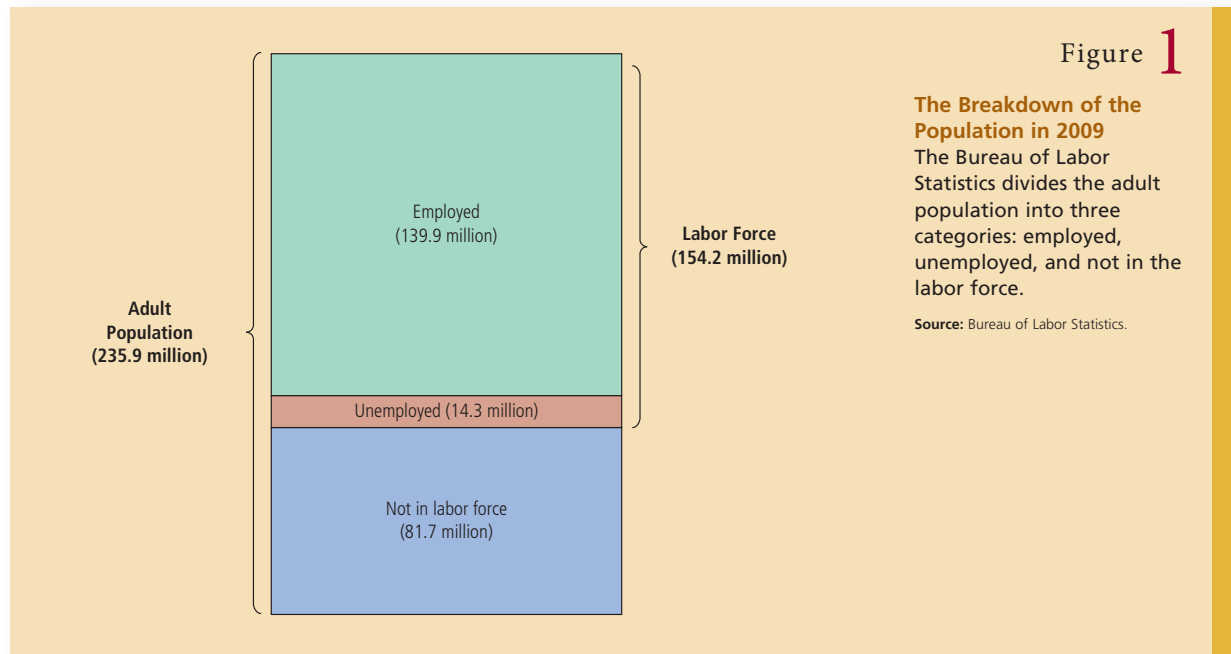 Figure 1
The Breakdown of the
Population in 2009
The Bureau of Labor
Statistics divides the adult
population into three
categories: employed,
unemployed, and not in the
labor force.
Source: Bureau of Labor Statistics.
Adult
Population
(235.9 million)
Employed
(139.9 million)
Unemployed (14.3 million)
Not in labor force
(81.7 million)
Labor Force
(154.2 million)